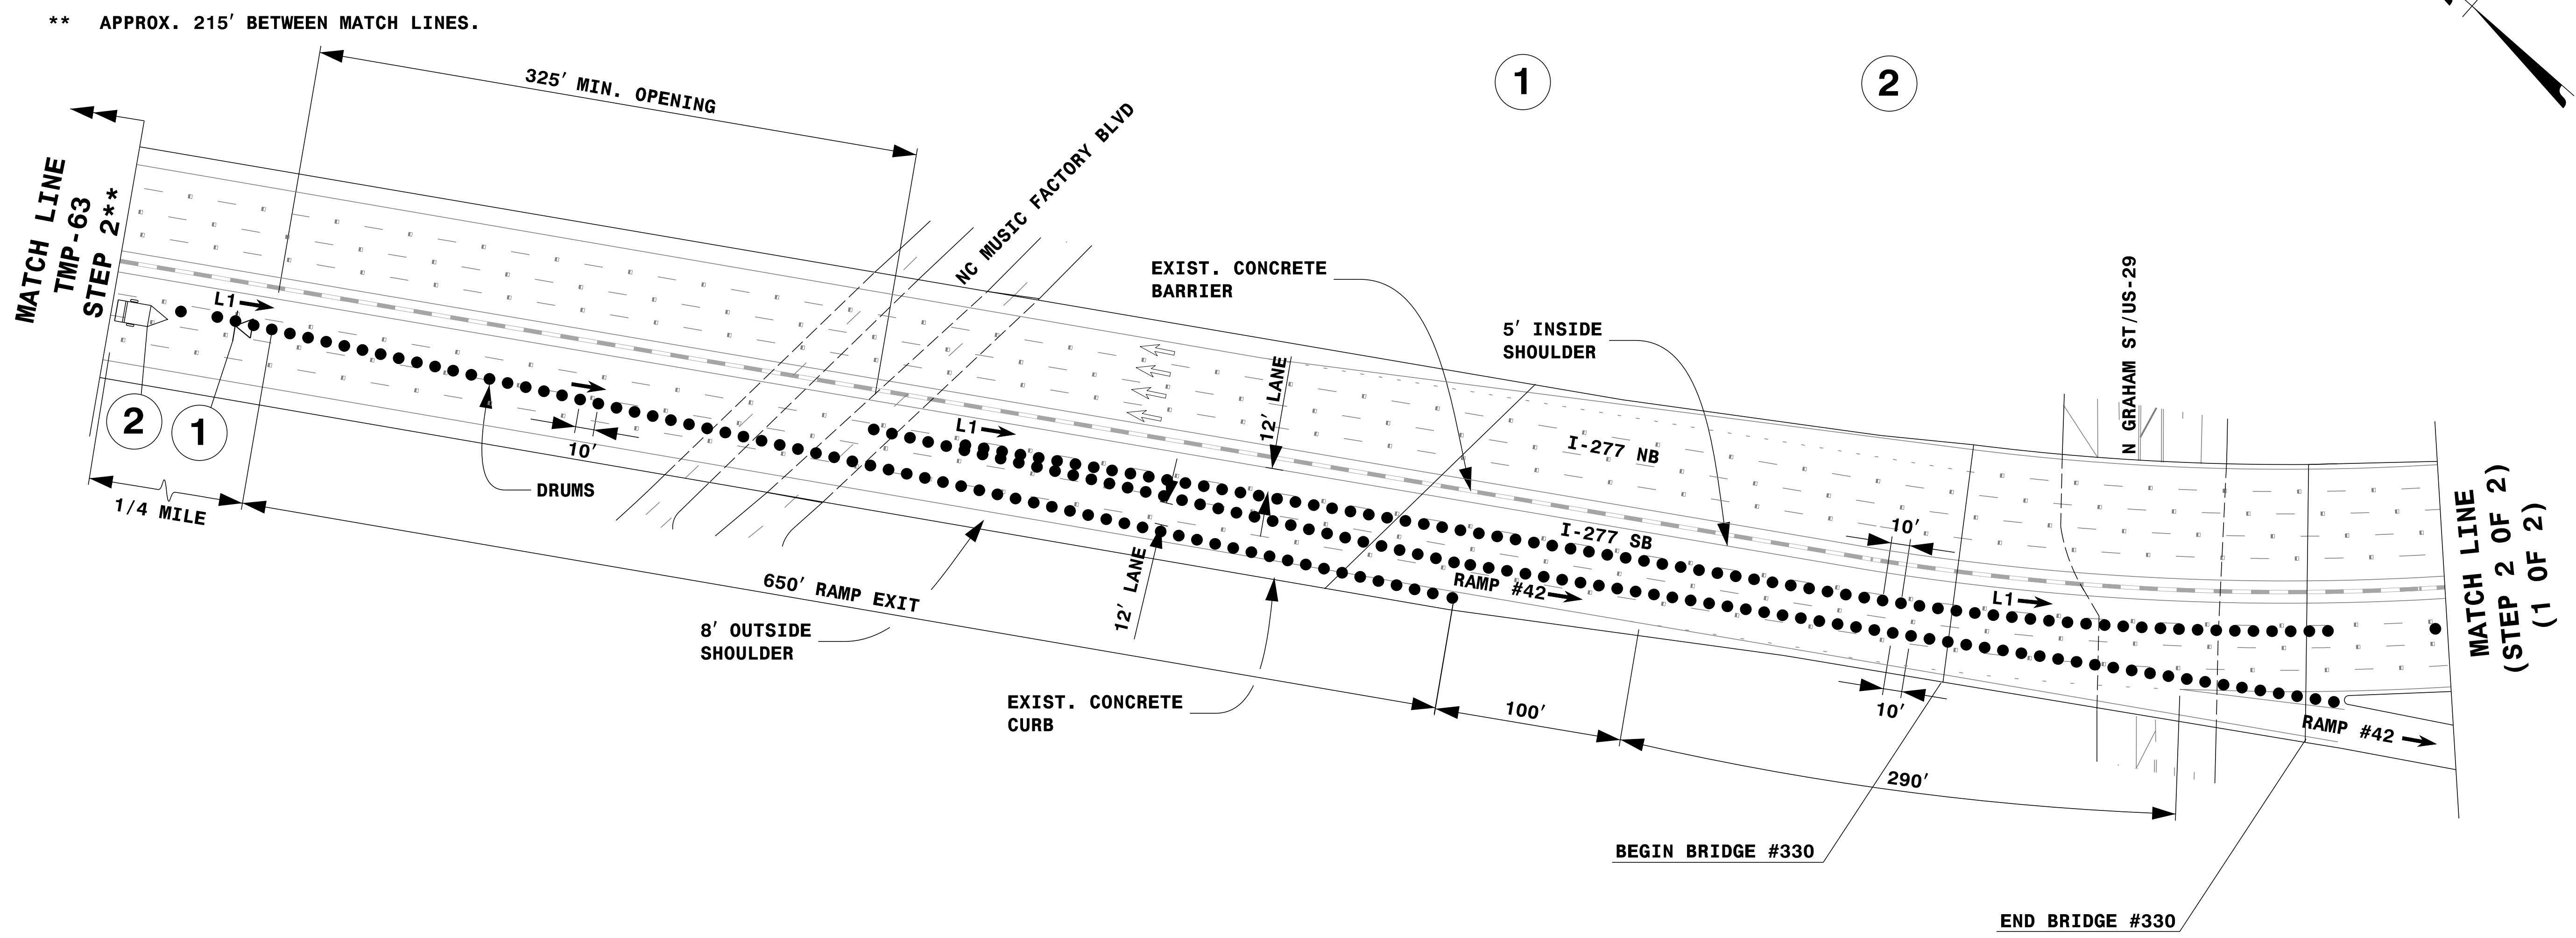 ** APPROX. 215' BETWEEN MATCH LINES.
325' MIN. OPENING
1
2
MATCH LINE
TMP-63
STEP 2**
NC MUSIC FACTORY BLVD
L1
2
1
10'
DRUMS
1/4 MILE
L1
EXIST. CONCRETE
BARRIER
5' INSIDE
SHOULDER
12' LANE
I-277 NB
N GRAHAM ST/US-29
10'
I-277 SB
12' LANE
RAMP #42
L1
650' RAMP EXIT
8' OUTSIDE
SHOULDER
EXIST. CONCRETE
CURB
100'
10'
290'
RAMP #42
MATCH LINE
(STEP 2 OF 2)
(1 OF 2)
BEGIN BRIDGE #330
END BRIDGE #330